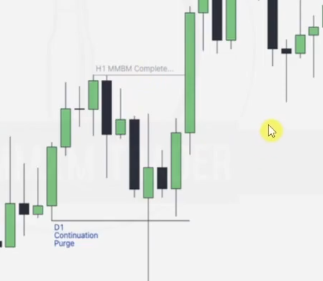 H1 MMBM Complete...
D1
Continuation
Purge